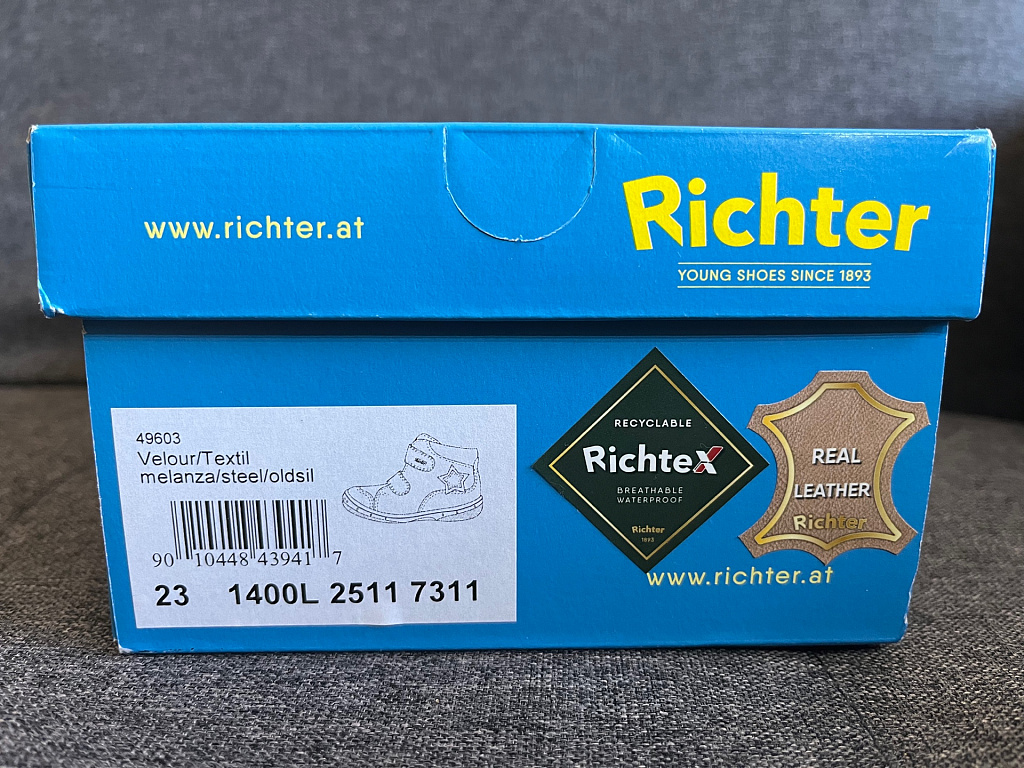 www.richter.at
Richter
YOUNG SHOES SINCE 1893
49603
Velour/Textil
melanza/steel/oldsil
90 10448 43941 7
23 1400L 2511 7311
RECYCLABLE
RichteX
BREATHABLE
WATERPROOF
Richter
1893
REAL
LEATHER
Richter
www.richter.at